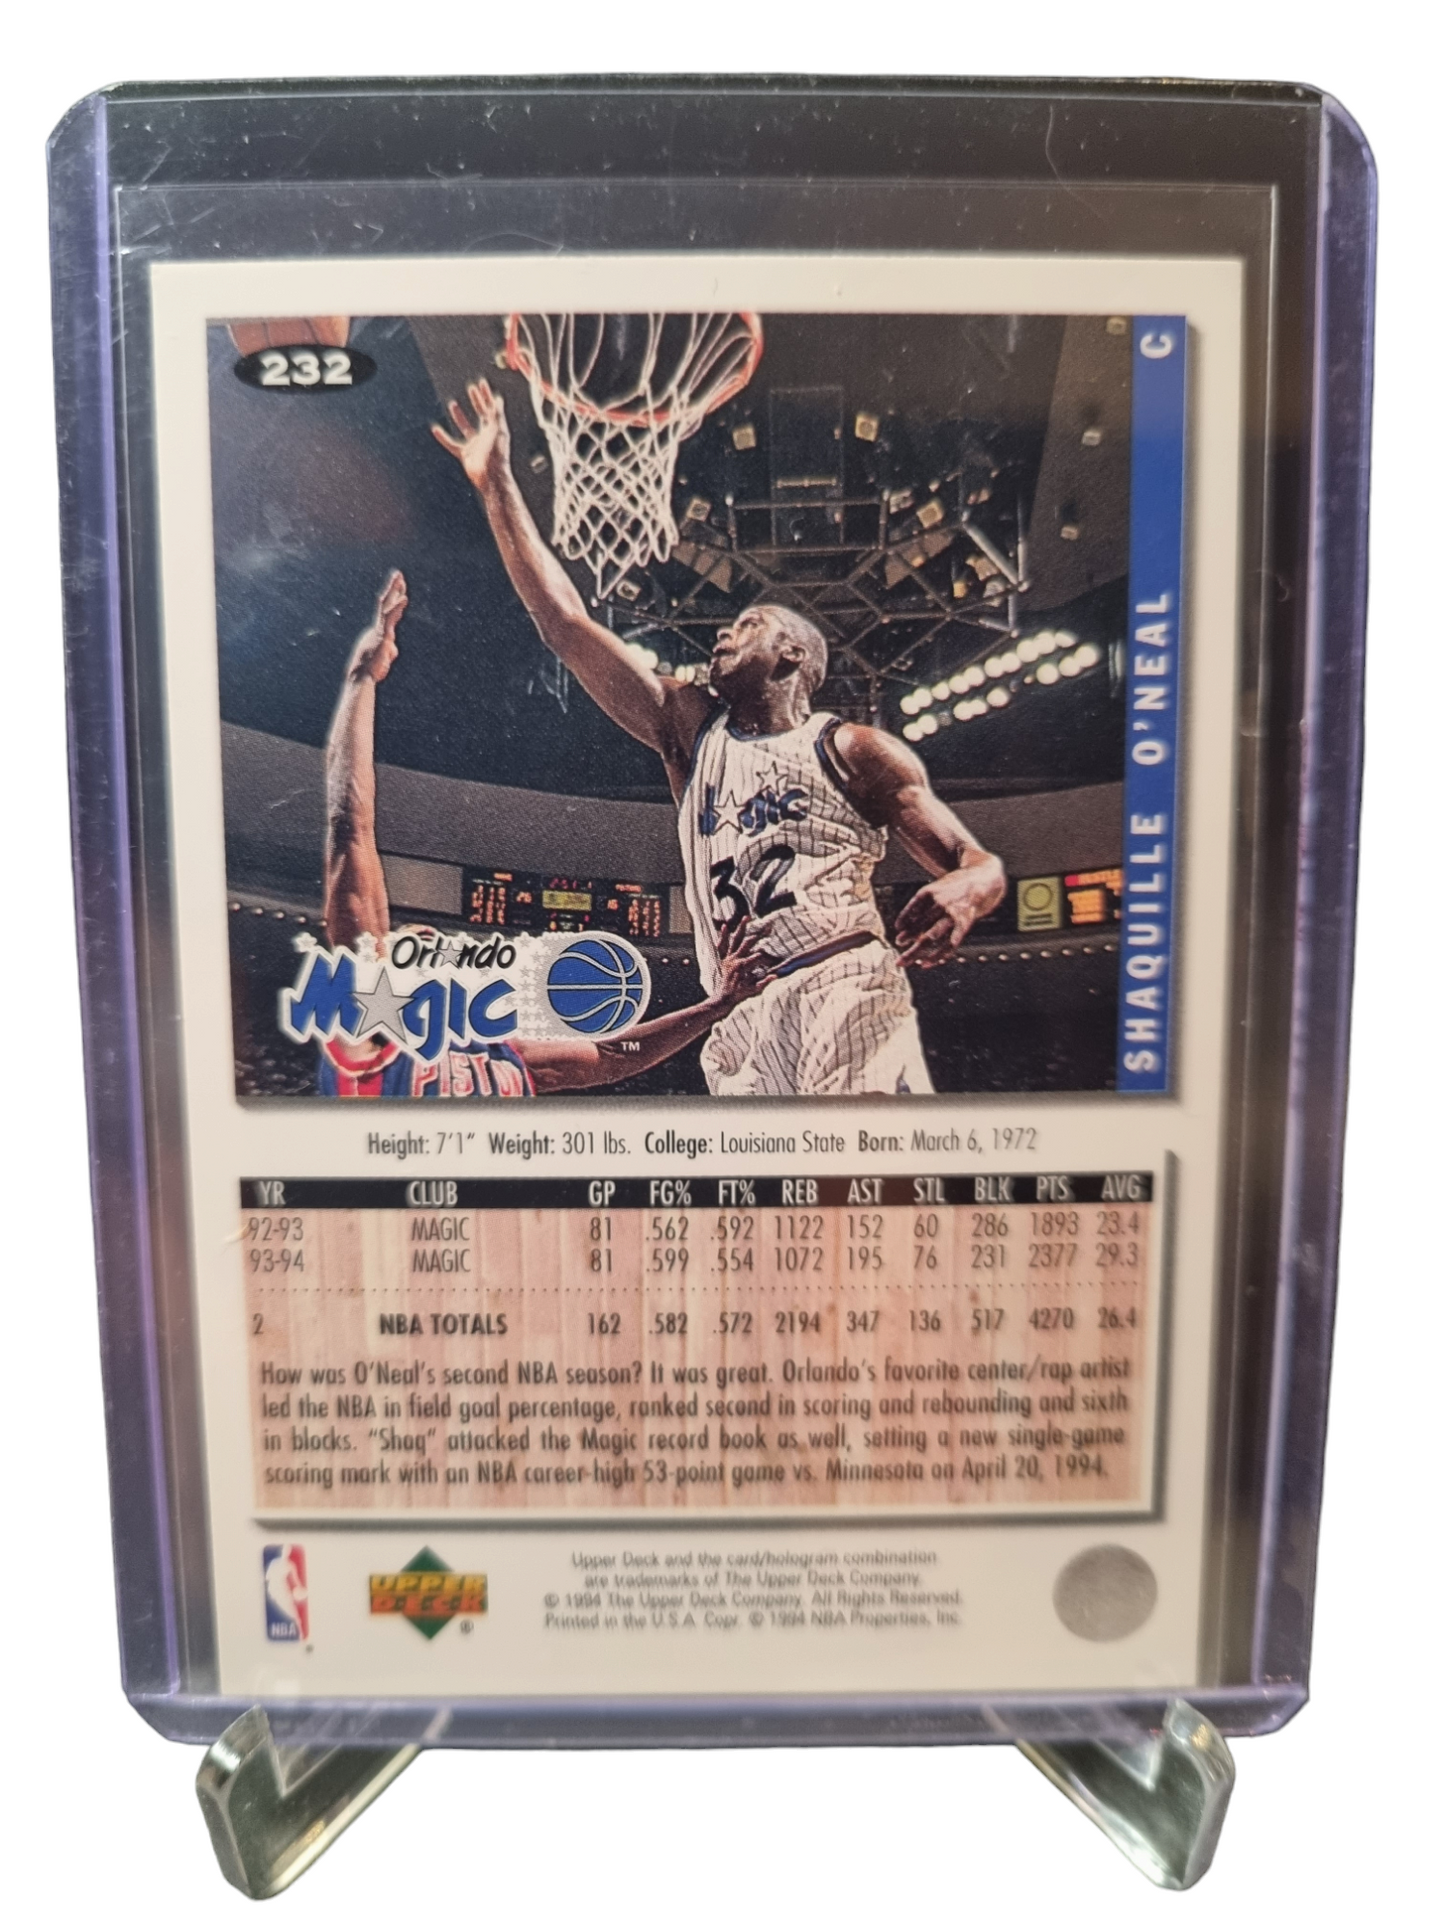 232
C
SHAQUILLE O'NEAL
MAGIC
32
Orlando
MAGIC
TM
PISTON
Height: 7'1" Weight: 301 lbs. College: Louisiana State Born: March 6, 1972
YR CLUB GP FG% FT% REB AST STL BLK PTS AVG
92-93 MAGIC 81 .562 .592 1122 152 60 286 1893 23.4
93-94 MAGIC 81 .599 .554 1072 195 76 231 2377 29.3
2 NBA TOTALS 162 .582 .572 2194 347 136 517 4270 26.4
How was O'Neal's second NBA season? It was great. Orlando's favorite center/rap artist
led the NBA in field goal percentage, ranked second in scoring and rebounding and sixth
in blocks. "Shaq" attacked the Magic record book as well, setting a new single-game
scoring mark with an NBA career-high 53-point game vs. Minnesota on April 20, 1994.
NBA
UPPER
DECK
®
Upper Deck and the card/hologram combination
are trademarks of The Upper Deck Company.
© 1994 The Upper Deck Company. All Rights Reserved.
Printed in the U.S.A. Copr. © 1994 NBA Properties, Inc.